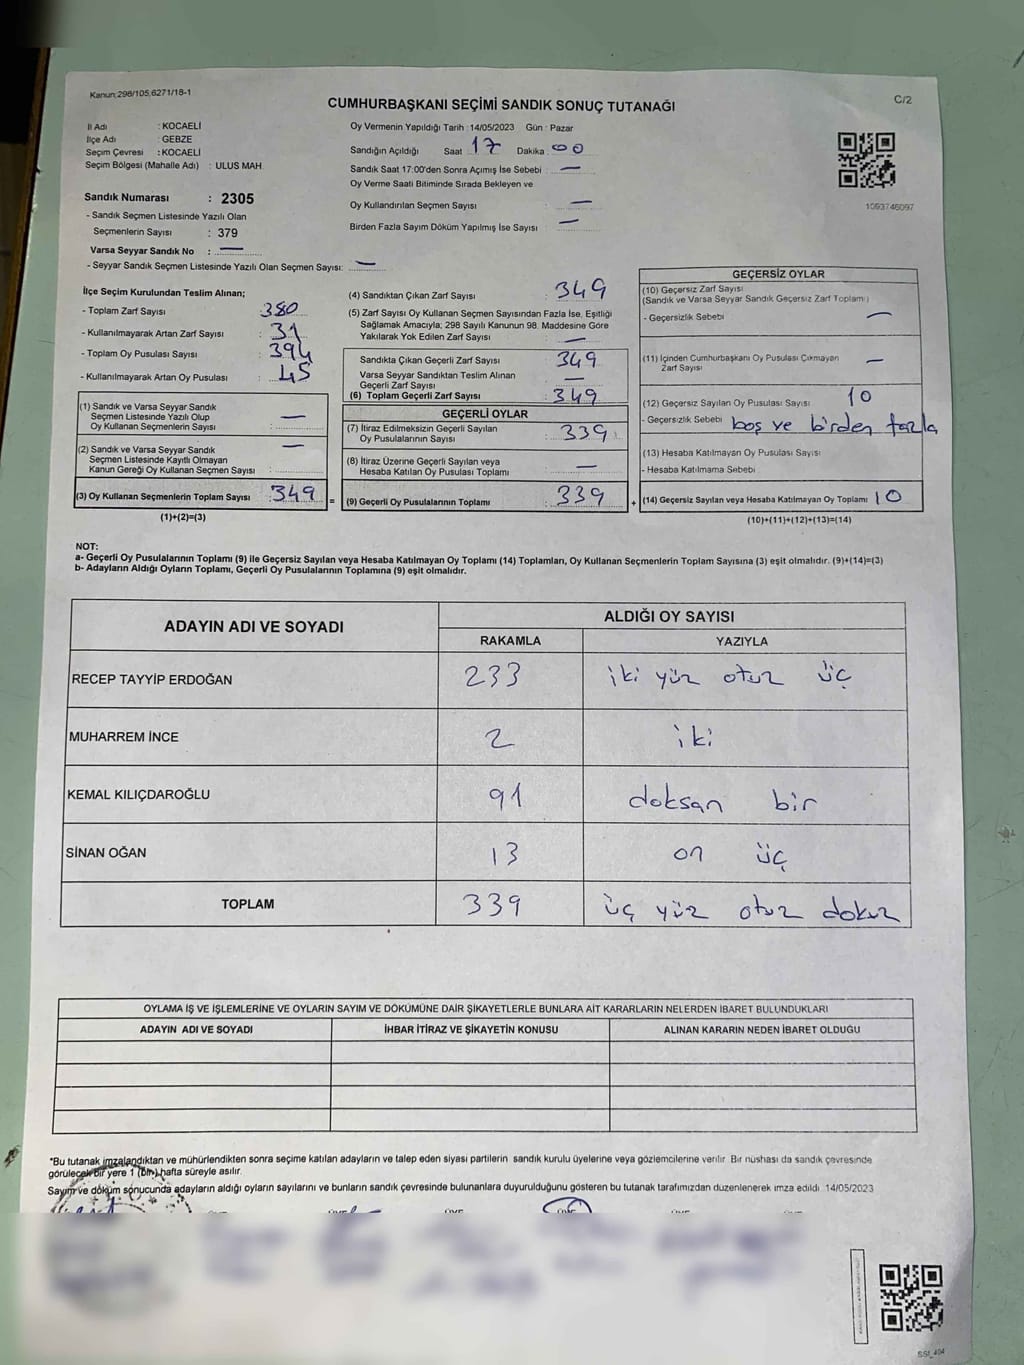 Kanun:298/105,6271/18-1
CUMHURBAŞKANI SEÇİMİ SANDIK SONUÇ TUTANAĞI
C/2
İl Adı : KOCAELİ
İlçe Adı : GEBZE
Seçim Çevresi : KOCAELİ
Seçim Bölgesi (Mahalle Adı) : ULUS MAH.
Sandık Numarası : 2305
- Sandık Seçmen Listesinde Yazılı Olan
Seçmenlerin Sayısı : 379
Varsa Seyyar Sandık No : —
- Seyyar Sandık Seçmen Listesinde Yazılı Olan Seçmen Sayısı: —
Oy Vermenin Yapıldığı Tarih : 14/05/2023 Gün : Pazar
Sandığın Açıldığı Saat 17 Dakika 00
Sandık Saat 17:00'den Sonra Açımış İse Sebebi : —
Oy Verme Saati Bitiminde Sırada Bekleyen ve
Oy Kullandırılan Seçmen Sayısı —
Birden Fazla Sayım Döküm Yapılmış İse Sayısı : —
1093746097
İlçe Seçim Kurulundan Teslim Alınan;
- Toplam Zarf Sayısı : 380
- Kullanılmayarak Artan Zarf Sayısı : 31
- Toplam Oy Pusulası Sayısı : 394
- Kullanılmayarak Artan Oy Pusulası : 45
(1) Sandık ve Varsa Seyyar Sandık
Seçmen Listesinde Yazılı Olup
Oy Kullanan Seçmenlerin Sayısı : —
(2) Sandık ve Varsa Seyyar Sandık
Seçmen Listesinde Kayıtlı Olmayan
Kanun Gereği Oy Kullanan Seçmen Sayısı : —
(3) Oy Kullanan Seçmenlerin Toplam Sayısı : 349
(1)+(2)=(3)
=
(4) Sandıktan Çıkan Zarf Sayısı : 349
(5) Zarf Sayısı Oy Kullanan Seçmen Sayısından Fazla İse, Eşitliği
Sağlamak Amacıyla; 298 Sayılı Kanunun 98. Maddesine Göre
Yakılarak Yok Edilen Zarf Sayısı : —
Sandıkta Çıkan Geçerli Zarf Sayısı 349
Varsa Seyyar Sandıktan Teslim Alınan
Geçerli Zarf Sayısı —
(6) Toplam Geçerli Zarf Sayısı : 349
GEÇERLİ OYLAR
(7) İtiraz Edilmeksizin Geçerli Sayılan
Oy Pusulalarının Sayısı : 339
(8) İtiraz Üzerine Geçerli Sayılan veya
Hesaba Katılan Oy Pusulası Toplamı : —
(9) Geçerli Oy Pusulalarının Toplamı : 339
+
GEÇERSİZ OYLAR
(10) Geçersiz Zarf Sayısı
(Sandık ve Varsa Seyyar Sandık Geçersiz Zarf Toplamı)
- Geçersizlik Sebebi —
(11) İçinden Cumhurbaşkanı Oy Pusulası Çıkmayan
Zarf Sayısı —
(12) Geçersiz Sayılan Oy Pusulası Sayısı 10
- Geçersizlik Sebebi boş ve birden fazla
(13) Hesaba Katılmayan Oy Pusulası Sayısı
- Hesaba Katılmama Sebebi
(14) Geçersiz Sayılan veya Hesaba Katılmayan Oy Toplamı 10
(10)+(11)+(12)+(13)=(14)
NOT:
a- Geçerli Oy Pusulalarının Toplamı (9) ile Geçersiz Sayılan veya Hesaba Katılmayan Oy Toplamı (14) Toplamları, Oy Kullanan Seçmenlerin Toplam Sayısına (3) eşit olmalıdır. (9)+(14)=(3)
b- Adayların Aldığı Oyların Toplamı, Geçerli Oy Pusulalarının Toplamına (9) eşit olmalıdır.
ADAYIN ADI VE SOYADI
ALDIĞI OY SAYISI
RAKAMLA YAZIYLA
RECEP TAYYİP ERDOĞAN 233 iki yüz otuz üç
MUHARREM İNCE 2 iki
KEMAL KILIÇDAROĞLU 91 doksan bir
SİNAN OĞAN 13 on üç
TOPLAM 339 üç yüz otuz dokuz
OYLAMA İŞ VE İŞLEMLERİNE VE OYLARIN SAYIM VE DÖKÜMÜNE DAİR ŞİKAYETLERLE BUNLARA AİT KARARLARIN NELERDEN İBARET BULUNDUKLARI
ADAYIN ADI VE SOYADI İHBAR İTİRAZ VE ŞİKAYETİN KONUSU ALINAN KARARIN NEDEN İBARET OLDUĞU
*Bu tutanak imzalandıktan ve mühürlendikten sonra seçime katılan adayların ve talep eden siyasi partilerin sandık kurulu üyelerine veya gözlemcilerine verilir. Bir nüshası da sandık çevresinde
görülecek bir yere 1 (bir) hafta süreyle asılır.
Sayım ve döküm sonucunda adayların aldığı oyların sayılarını ve bunların sandık çevresinde bulunanlara duyurulduğunu gösteren bu tutanak tarafımızdan düzenlenerek imza edildi. 14/05/2023